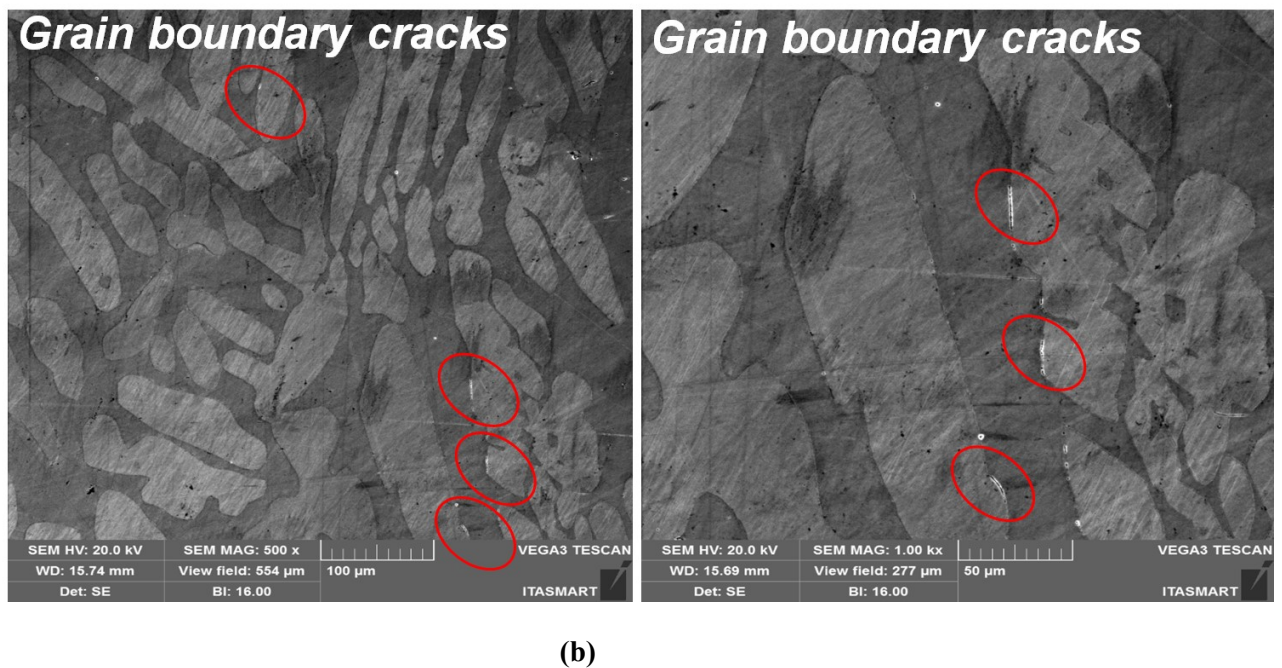 Grain boundary cracks
SEM HV: 20.0 kV
SEM MAG: 500 x
VEGA3 TESCAN
WD: 15.74 mm
View field: 554 µm
100 µm
Det: SE
BI: 16.00
ITASMART
Grain boundary cracks
SEM HV: 20.0 kV
SEM MAG: 1.00 kx
VEGA3 TESCAN
WD: 15.69 mm
View field: 277 µm
50 µm
Det: SE
BI: 16.00
ITASMART
(b)